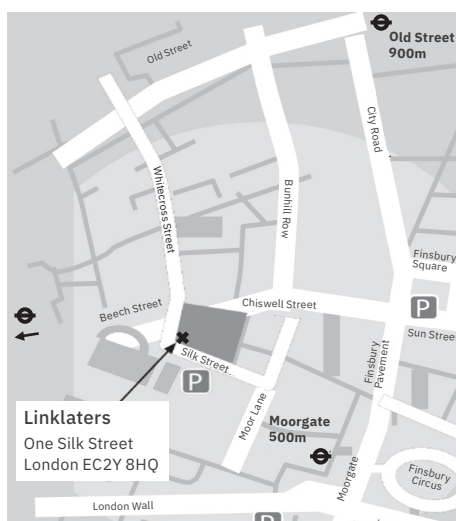 Old Street
900m
Old Street
City Road
Whitecross Street
Bunhill Row
Finsbury
Square
Beech Street
Chiswell Street
P
Sun Street
Silk Street
P
Finsbury
Pavement
Linklaters
One Silk Street
London EC2Y 8HQ
Moor Lane
Moorgate
500m
Moorgate
Finsbury
Circus
London Wall
P